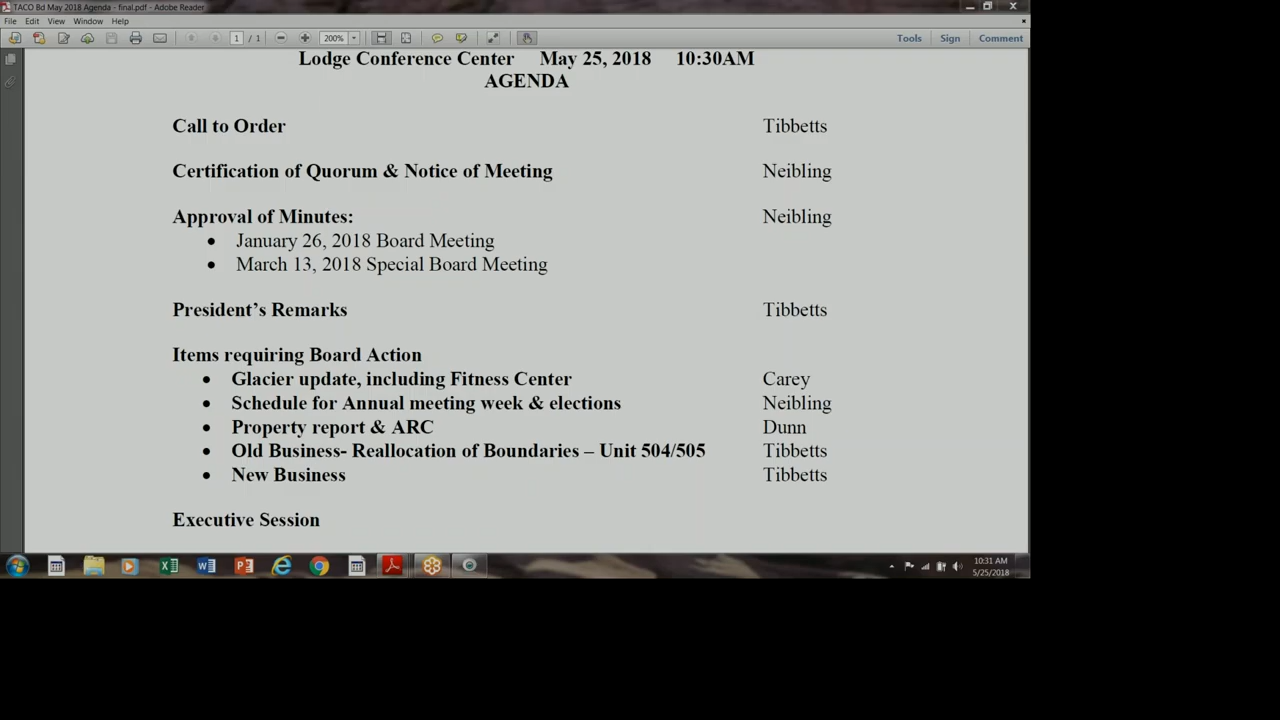 TACO Bd May 2018 Agenda - final.pdf - Adobe Reader
File Edit View Window Help
1 / 1 200% Tools Sign Comment
Lodge Conference Center May 25, 2018 10:30AM
AGENDA
Call to Order Tibbetts
Certification of Quorum & Notice of Meeting Neibling
Approval of Minutes: Neibling
• January 26, 2018 Board Meeting
• March 13, 2018 Special Board Meeting
President’s Remarks Tibbetts
Items requiring Board Action
• Glacier update, including Fitness Center Carey
• Schedule for Annual meeting week & elections Neibling
• Property report & ARC Dunn
• Old Business- Reallocation of Boundaries – Unit 504/505 Tibbetts
• New Business Tibbetts
Executive Session
10:31 AM
5/25/2018